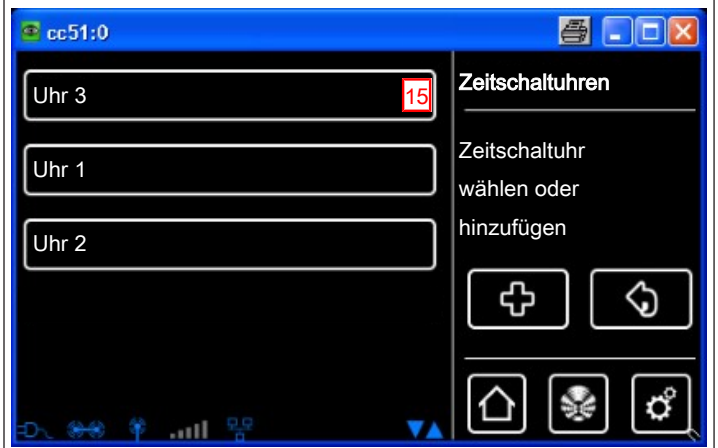 cc51:0
Uhr 3
15
Uhr 1
Uhr 2
Zeitschaltuhren
Zeitschaltuhr
wählen oder
hinzufügen